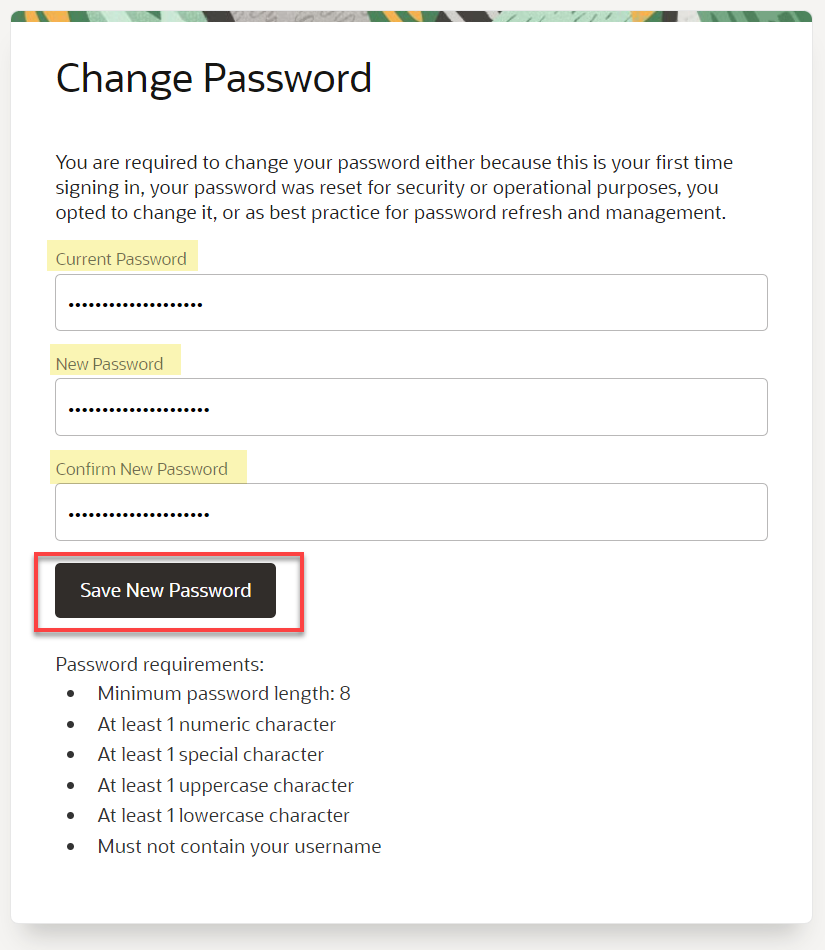 Change Password
You are required to change your password either because this is your first time
signing in, your password was reset for security or operational purposes, you
opted to change it, or as best practice for password refresh and management.
Current Password
••••••••••••••••••••
New Password
•••••••••••••••••••••
Confirm New Password
•••••••••••••••••••••
Save New Password
Password requirements:
• Minimum password length: 8
• At least 1 numeric character
• At least 1 special character
• At least 1 uppercase character
• At least 1 lowercase character
• Must not contain your username